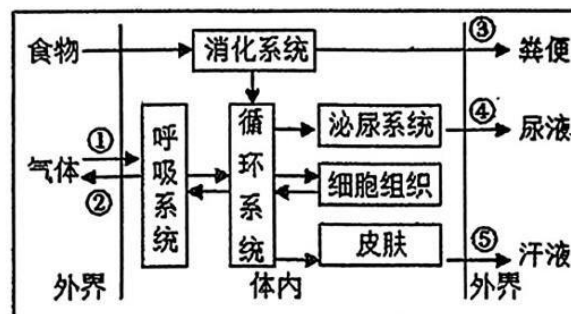 食物
消化系统
③
粪便
①
气体
②
呼吸系统
循环系统
泌尿系统
④
尿液
细胞组织
皮肤
⑤
汗液
外界
体内
外界